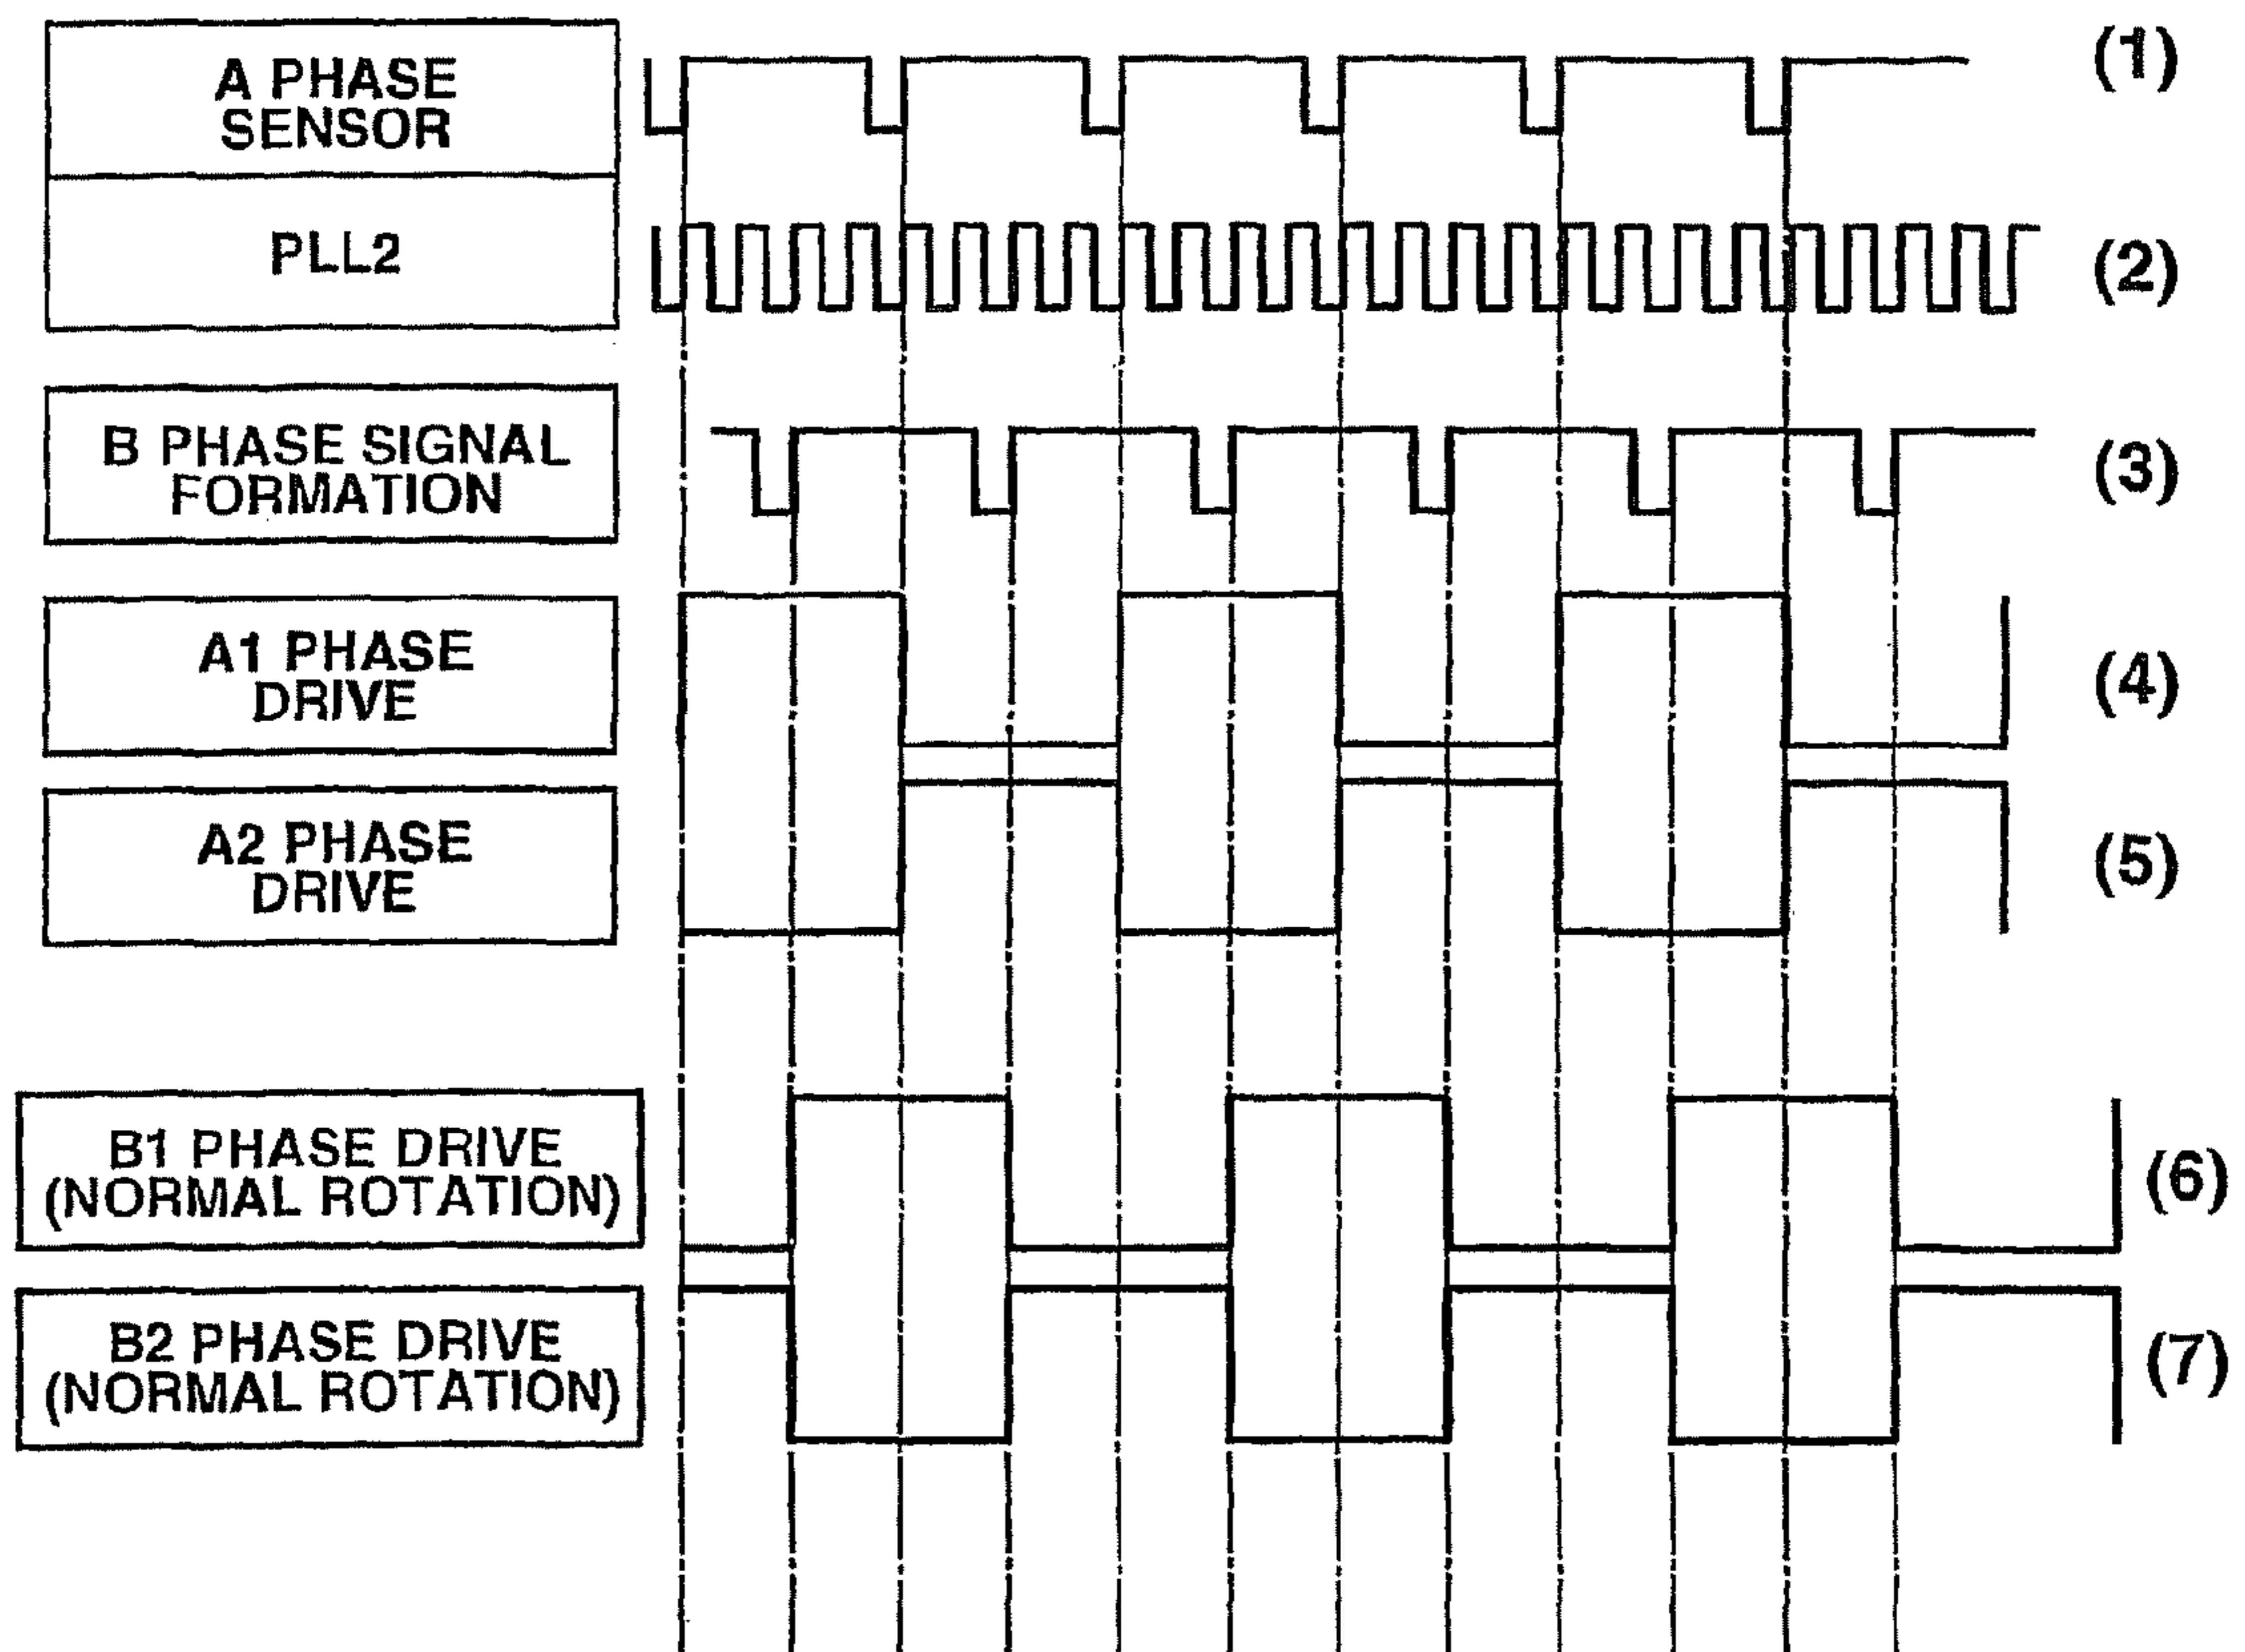 A PHASE
SENSOR
(1)
PLL2
(2)
B PHASE SIGNAL
FORMATION
(3)
A1 PHASE
DRIVE
(4)
A2 PHASE
DRIVE
(5)
B1 PHASE DRIVE
(NORMAL ROTATION)
(6)
B2 PHASE DRIVE
(NORMAL ROTATION)
(7)